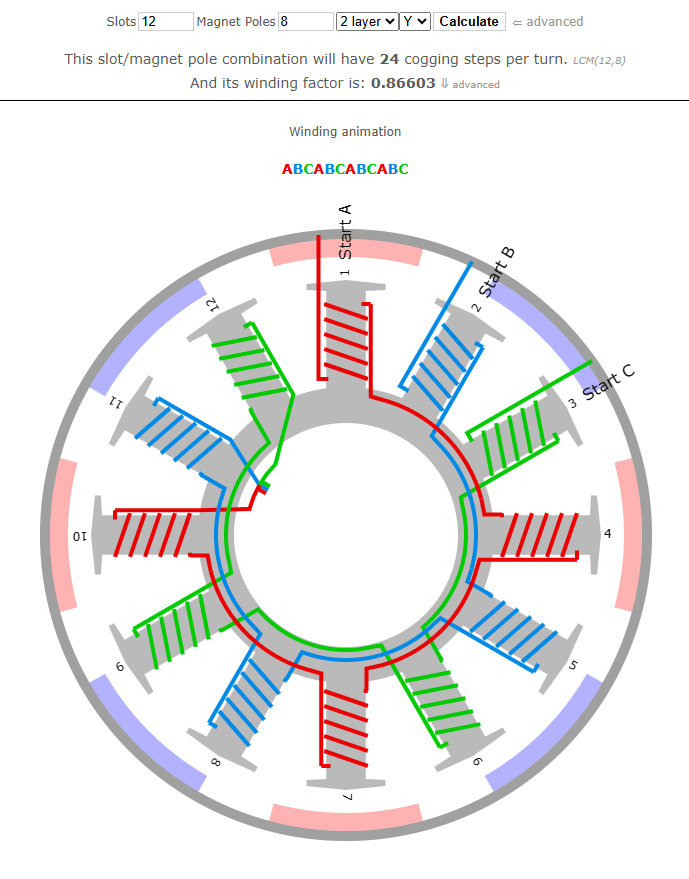 Slots 12 Magnet Poles 8 2 layer Y Calculate ⇐ advanced
This slot/magnet pole combination will have 24 cogging steps per turn. LCM(12,8)
And its winding factor is: 0.86603 ⇓ advanced
Winding animation
ABCABCABCABC
1 Start A
2 Start B
3 Start C
4
5
6
7
8
9
10
11
12